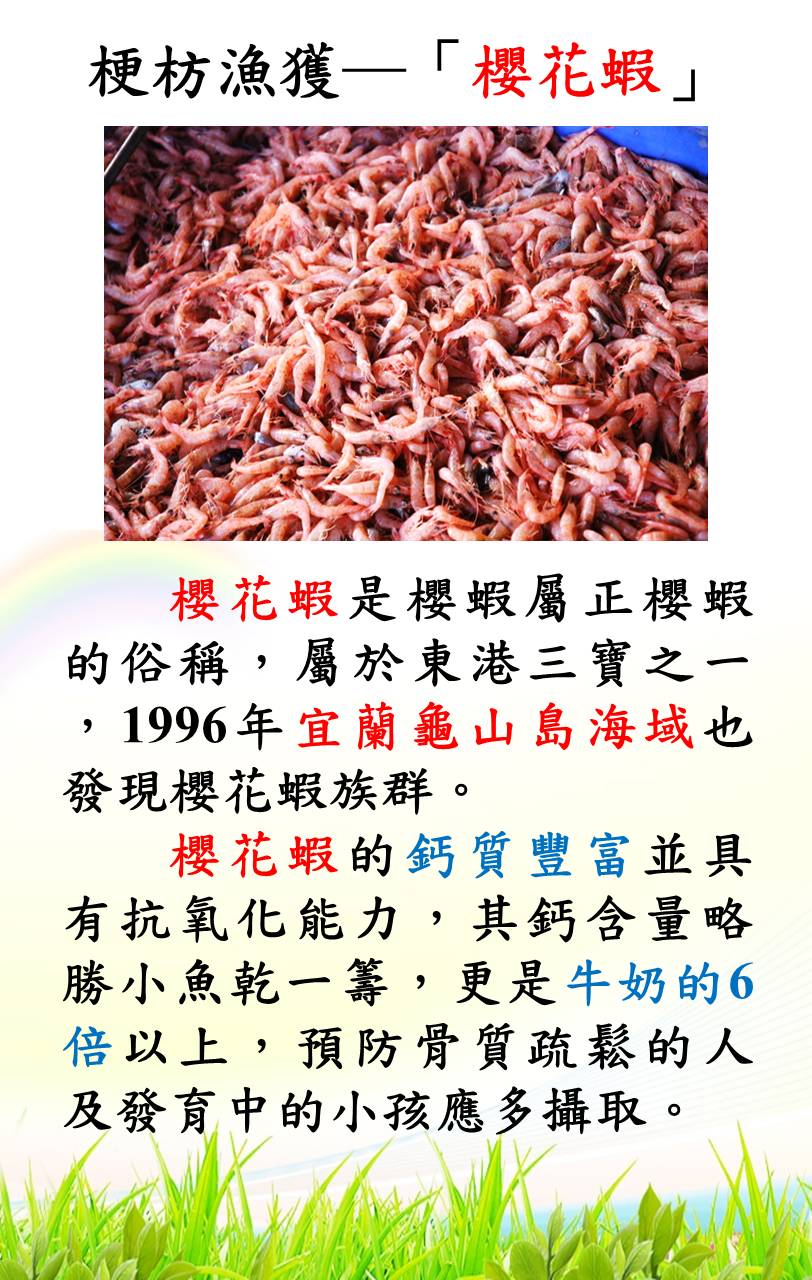 梗枋漁獲—「櫻花蝦」
櫻花蝦是櫻蝦屬正櫻蝦
的俗稱，屬於東港三寶之一
，1996年宜蘭龜山島海域也
發現櫻花蝦族群。
櫻花蝦的鈣質豐富並具
有抗氧化能力，其鈣含量略
勝小魚乾一籌，更是牛奶的6
倍以上，預防骨質疏鬆的人
及發育中的小孩應多攝取。